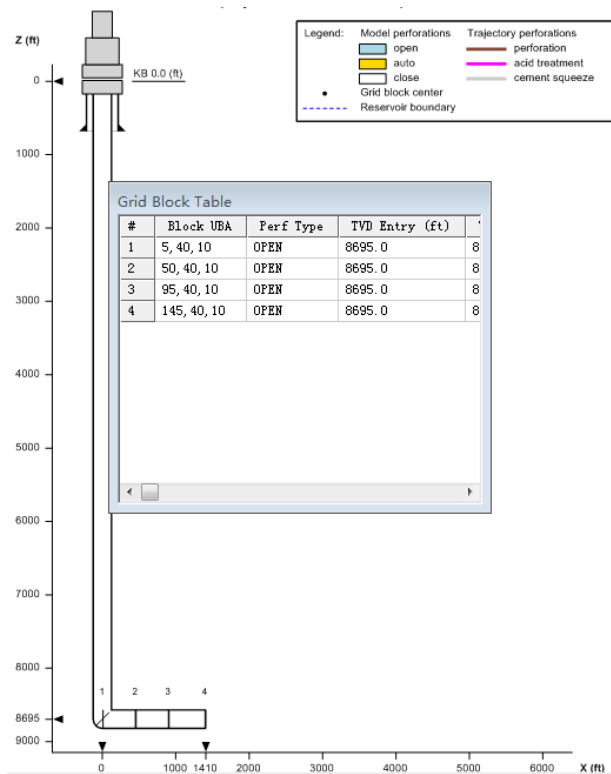 Legend: Model perforations Trajectory perforations
open perforation
auto acid treatment
close cement squeeze
Grid block center
Reservoir boundary
Z (ft)
KB 0.0 (ft)
0
1000
2000
3000
4000
5000
6000
7000
8000
8695
9000
Grid Block Table
# Block UBA Perf Type TVD Entry (ft)
1 5,40,10 OPEN 8695.0 8
2 50,40,10 OPEN 8695.0 8
3 95,40,10 OPEN 8695.0 8
4 145,40,10 OPEN 8695.0 8
1 2 3 4
0 1000 1410 2000 3000 4000 5000 6000 X (ft)